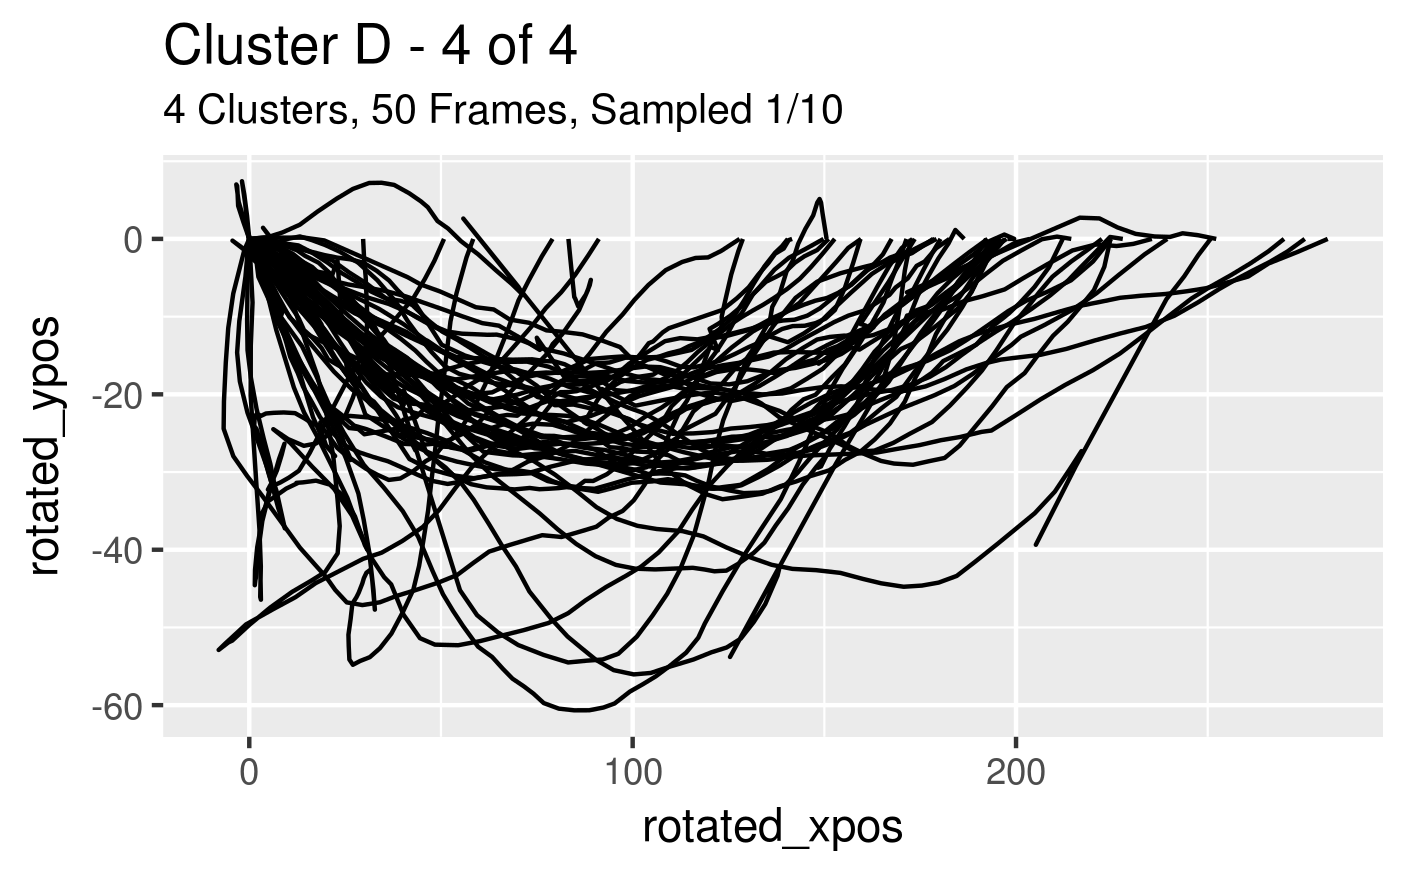 Cluster D - 4 of 4
4 Clusters, 50 Frames, Sampled 1/10
rotated_ypos
0
-20
-40
-60
0 100 200
rotated_xpos